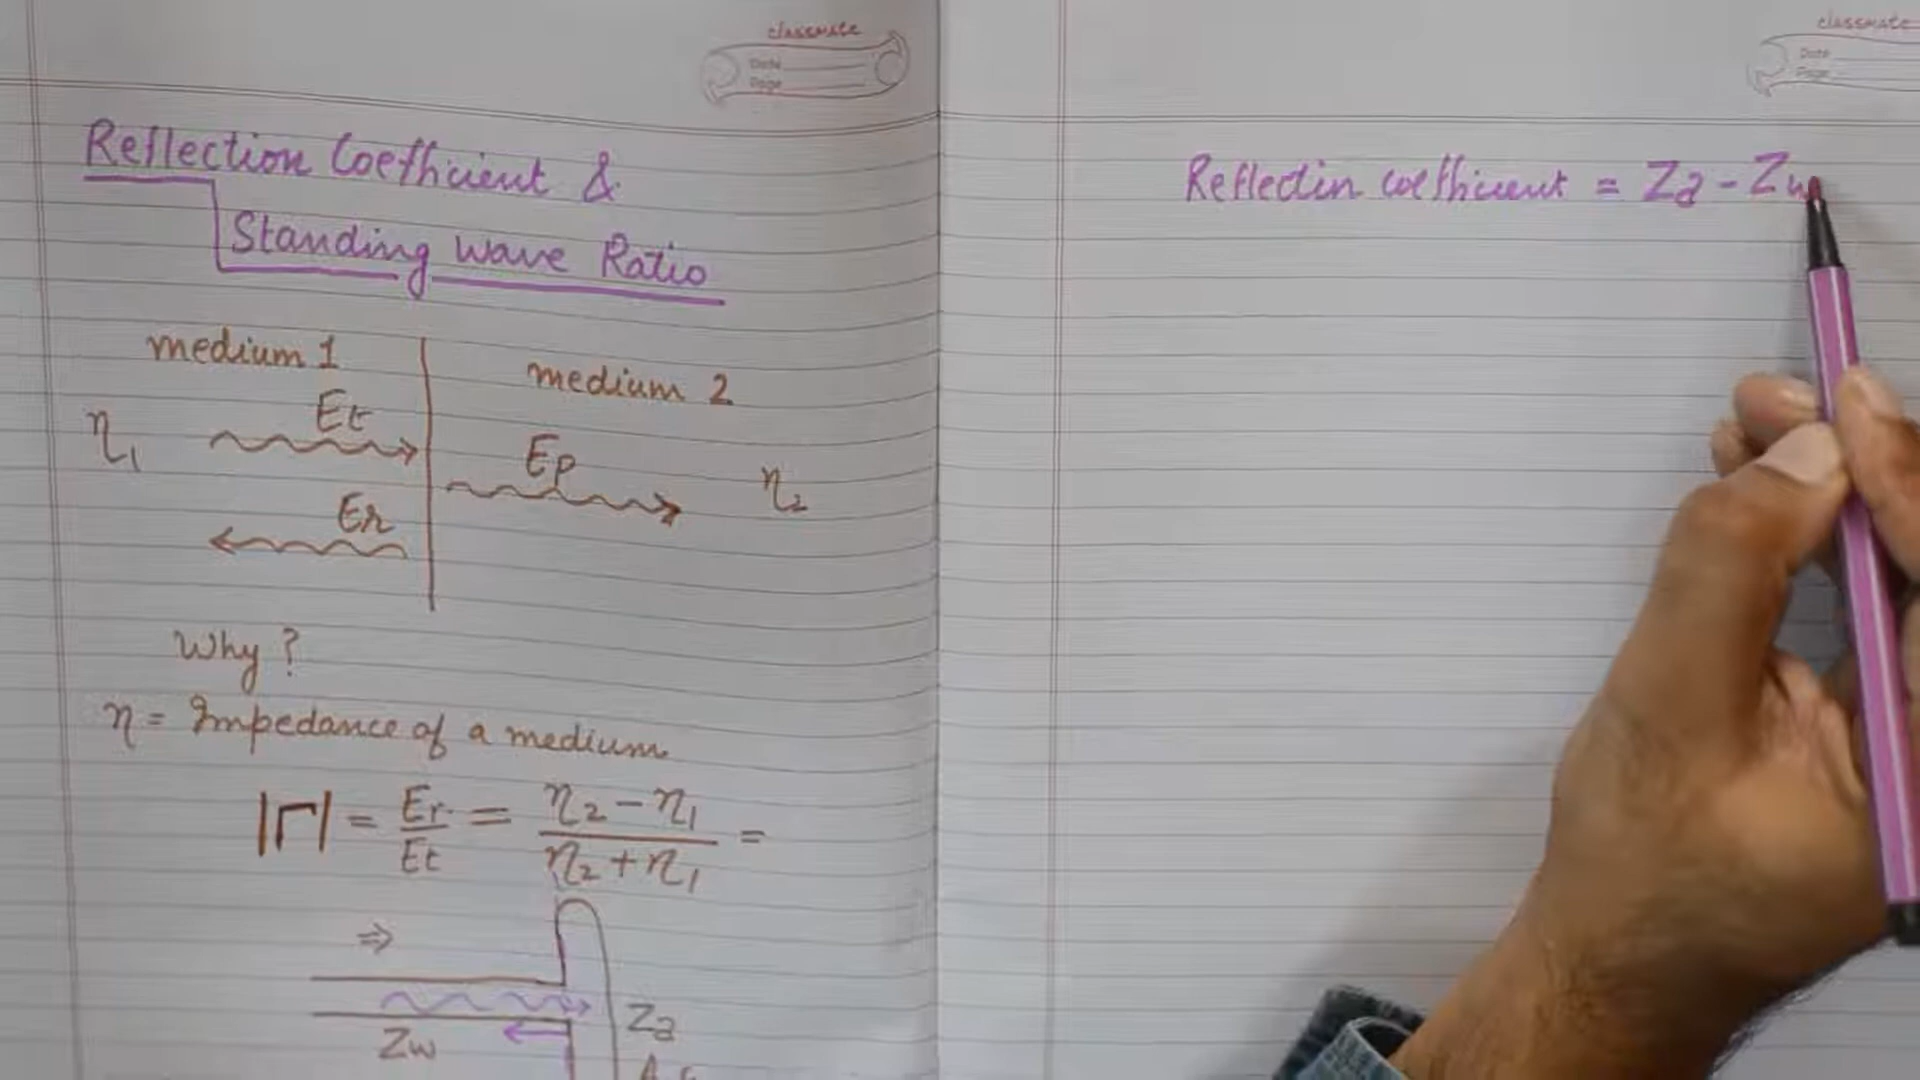 classmate
Date
Page
Reflection Coefficient &
Standing Wave Ratio
medium 1
medium 2
η₁
Et
Ep
η₂
Er
Why?
η = Impedance of a medium
|Γ| = Er/Et = η₂ - η₁/η₂ + η₁ =
⇒
Zw
Za
classmate
Date
Page
Reflectin coefficient = Za - Zw